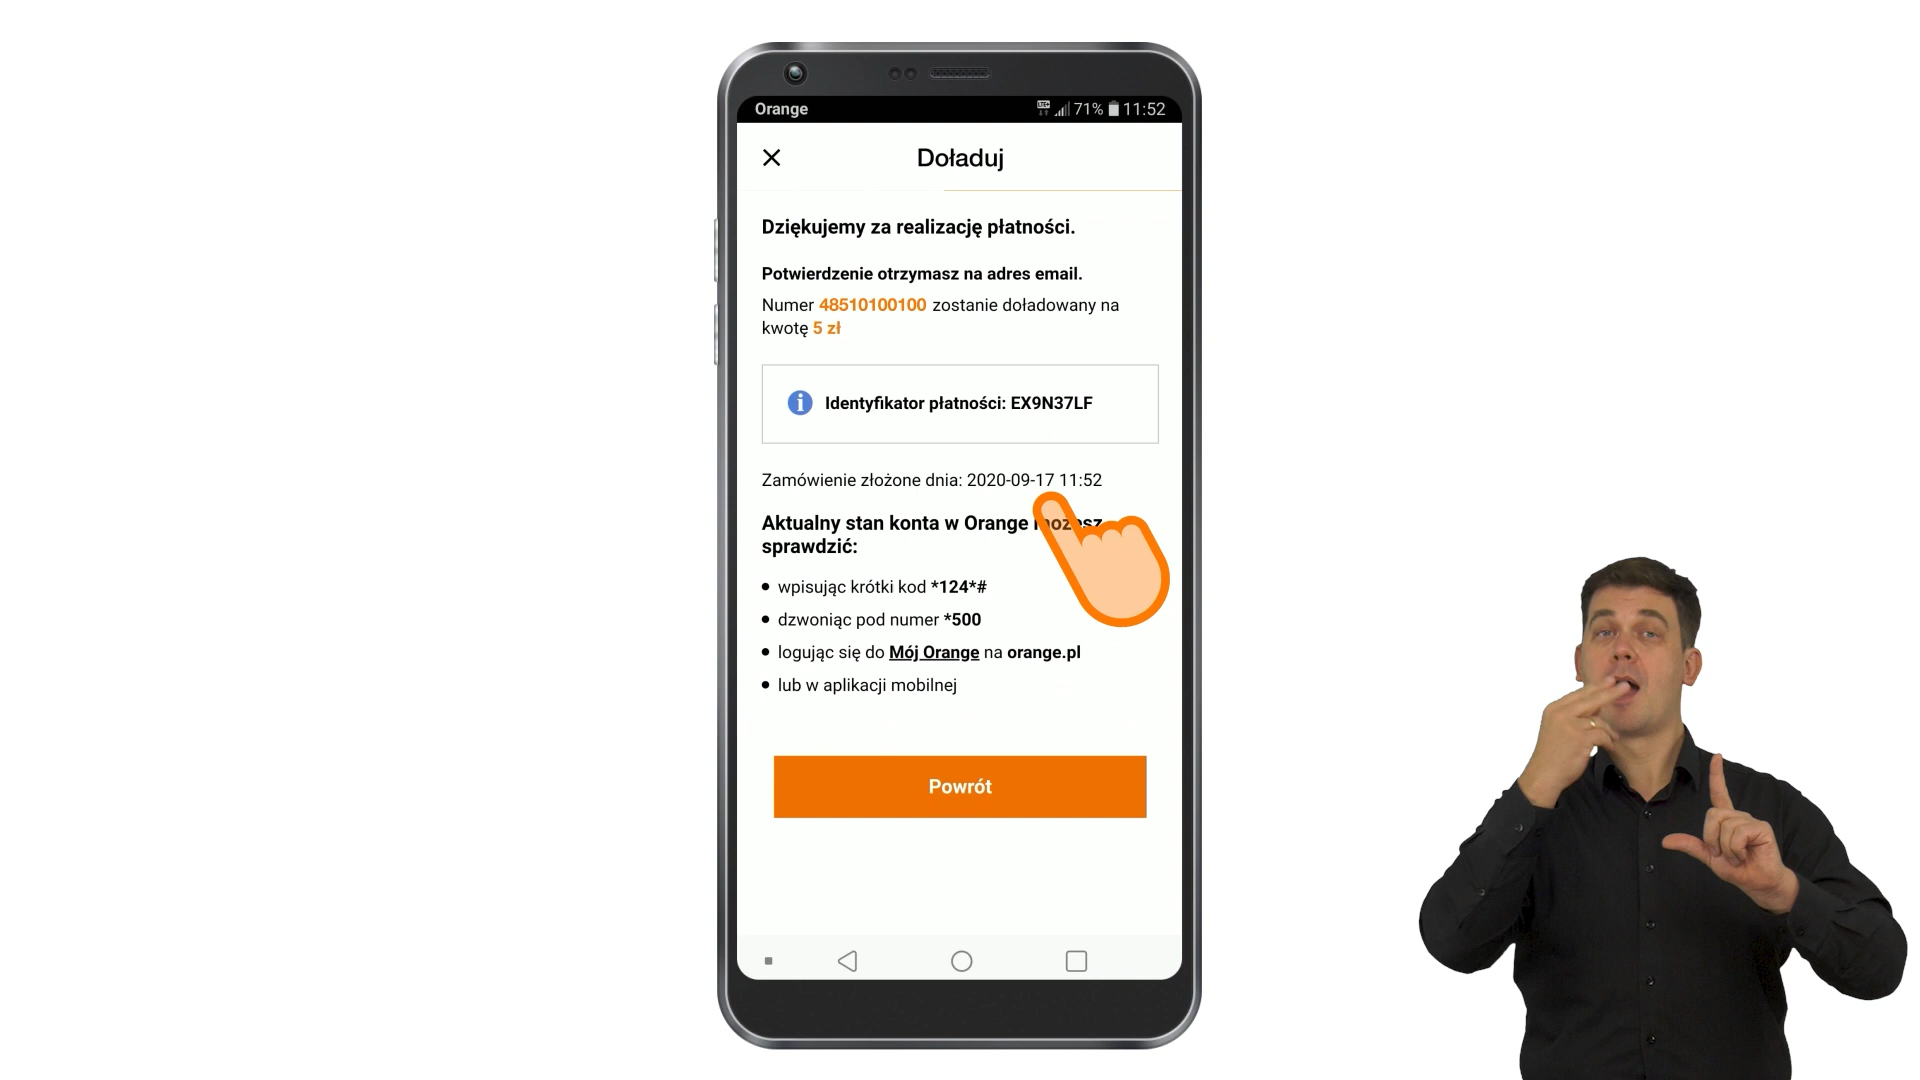 Orange 71% 11:52
Doładuj
Dziękujemy za realizację płatności.
Potwierdzenie otrzymasz na adres email.
Numer 48510100100 zostanie doładowany na
kwotę 5 zł
Identyfikator płatności: EX9N37LF
Zamówienie złożone dnia: 2020-09-17 11:52
Aktualny stan konta w Orange możesz
sprawdzić:
• wpisując krótki kod *124*#
• dzwoniąc pod numer *500
• logując się do Mój Orange na orange.pl
• lub w aplikacji mobilnej
Powrót